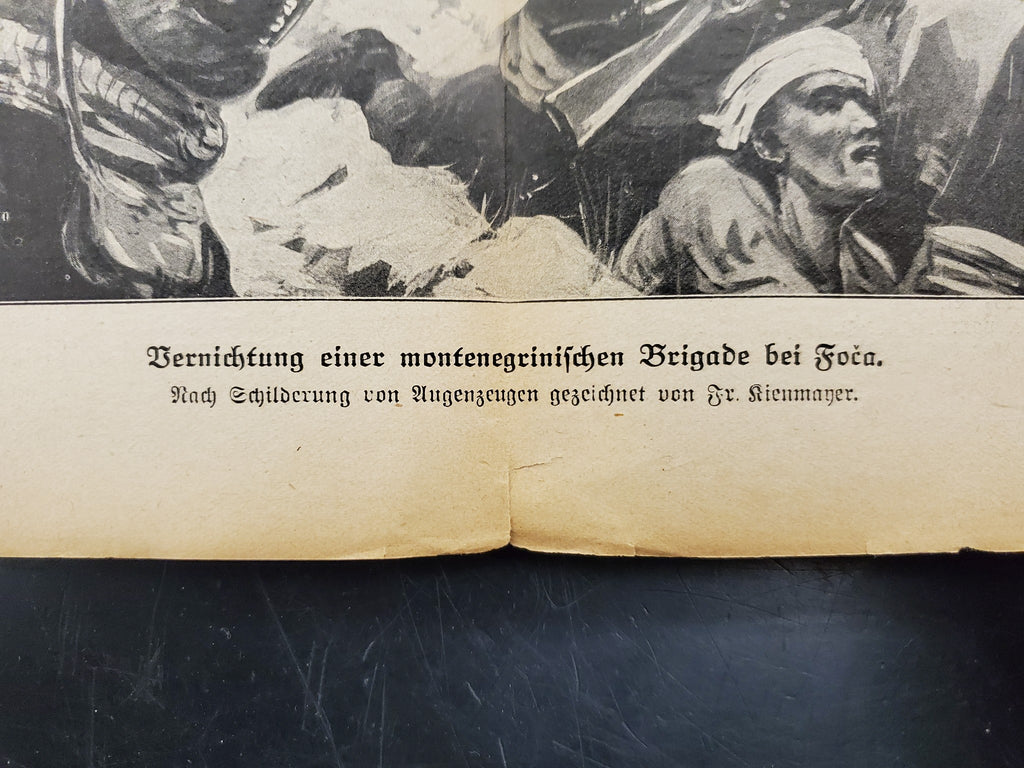 Vernichtung einer montenegrinischen Brigade bei Foča.
Nach Schilderung von Augenzeugen gezeichnet von Fr. Kienmayer.